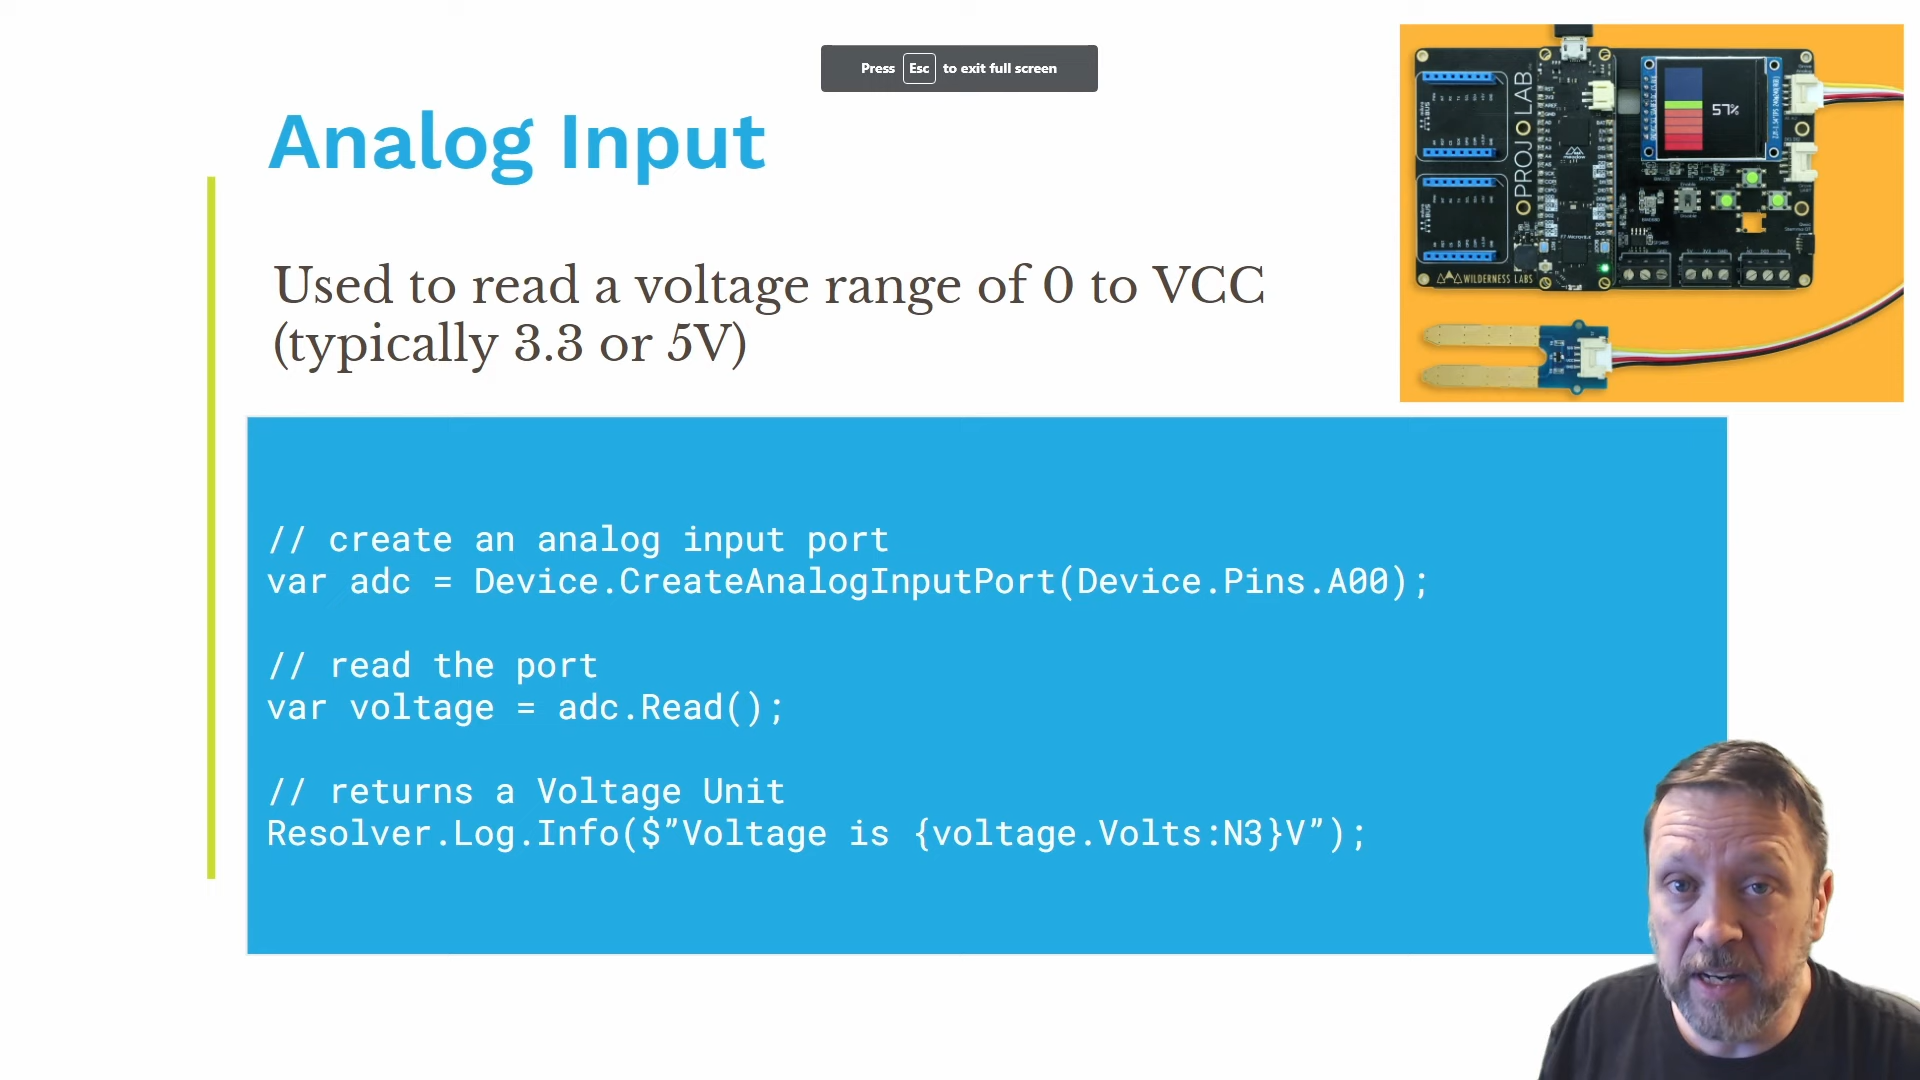 Press Esc to exit full screen
Analog Input
Used to read a voltage range of 0 to VCC
(typically 3.3 or 5V)
// create an analog input port
var adc = Device.CreateAnalogInputPort(Device.Pins.A00);
// read the port
var voltage = adc.Read();
// returns a Voltage Unit
Resolver.Log.Info($”Voltage is {voltage.Volts:N3}V”);
PROJ LAB
57%
WILDERNESS LABS